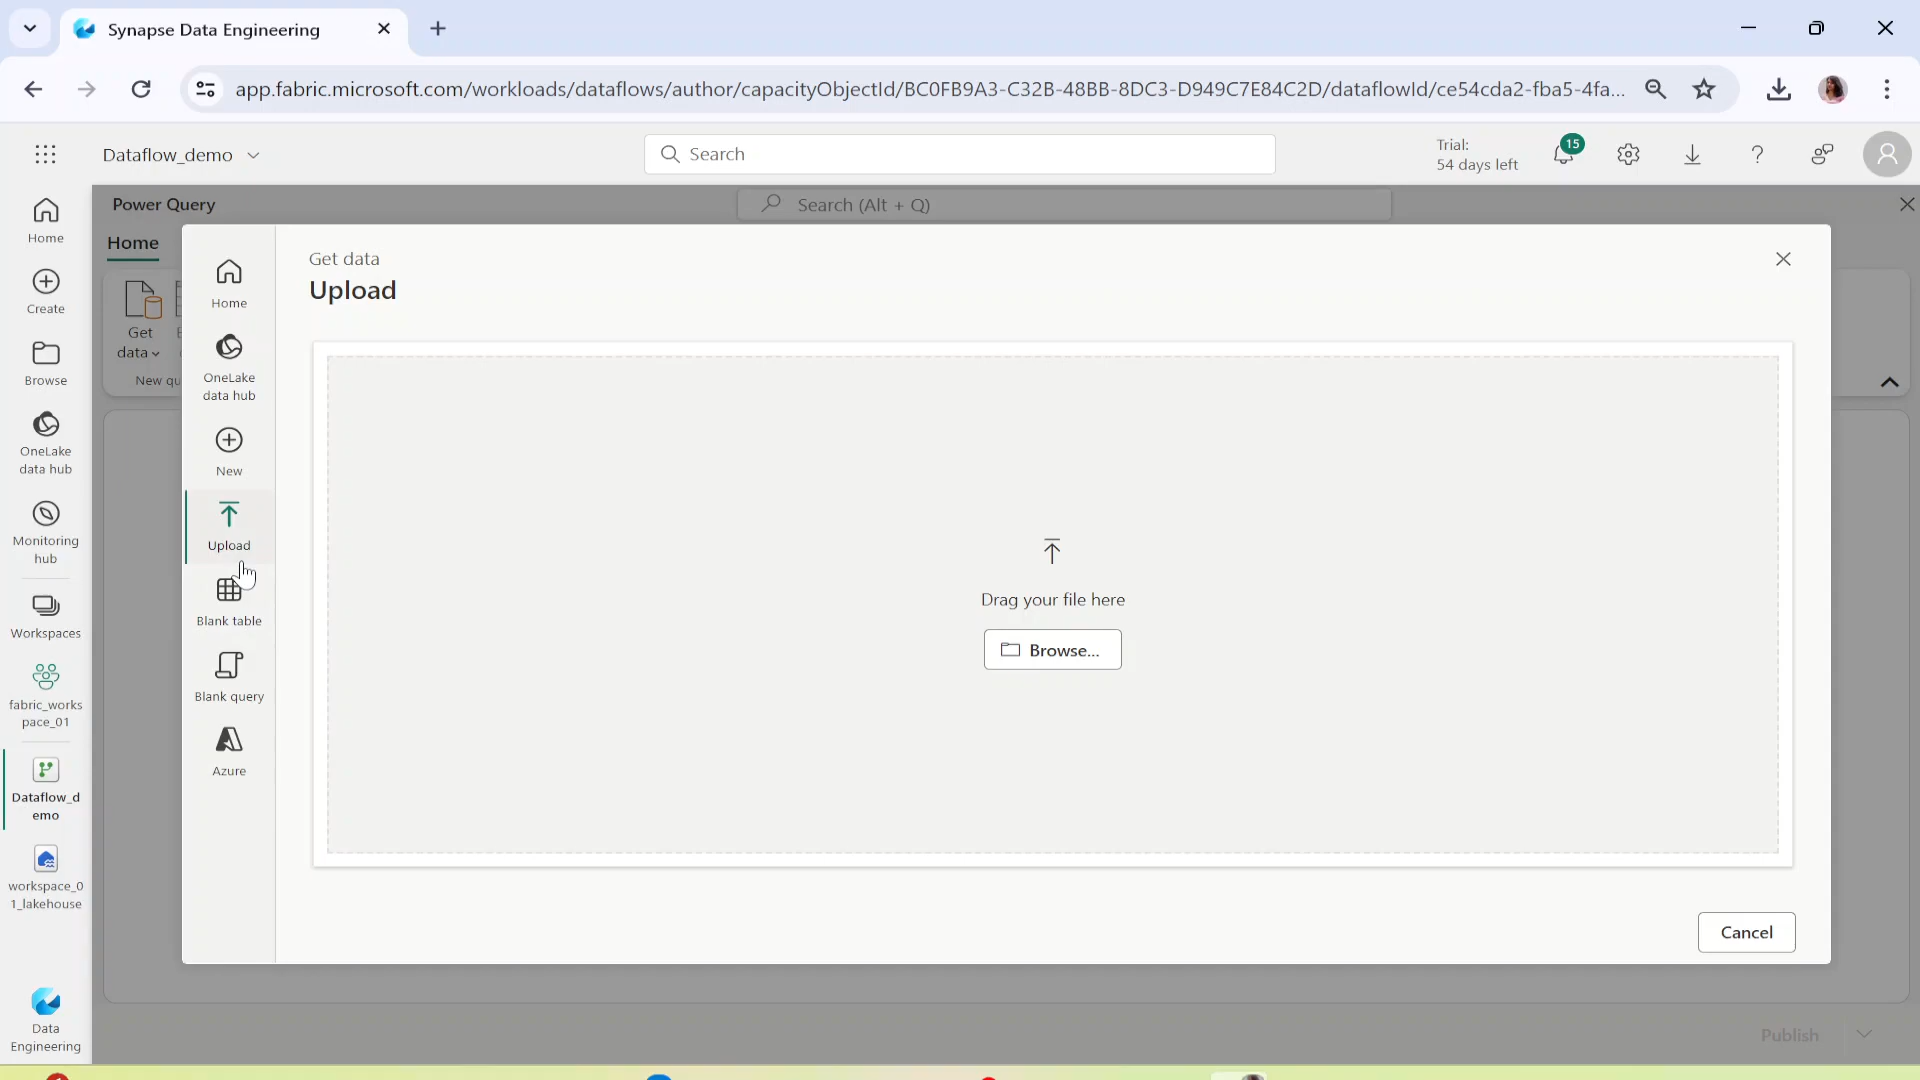 Synapse Data Engineering
app.fabric.microsoft.com/workloads/dataflows/author/capacityObjectId/BC0FB9A3-C32B-48BB-8DC3-D949C7E84C2D/dataflowId/ce54cda2-fba5-4fa...
Dataflow_demo
Search
Trial:
54 days left
15
Power Query
Search (Alt + Q)
Home
Get
data
New qu
Home
Create
Browse
OneLake
data hub
Monitoring
hub
Workspaces
fabric_works
pace_01
Dataflow_d
emo
workspace_0
1_lakehouse
Data
Engineering
Home
OneLake
data hub
New
Upload
Blank table
Blank query
Azure
Get data
Upload
Drag your file here
Browse...
Cancel
Publish